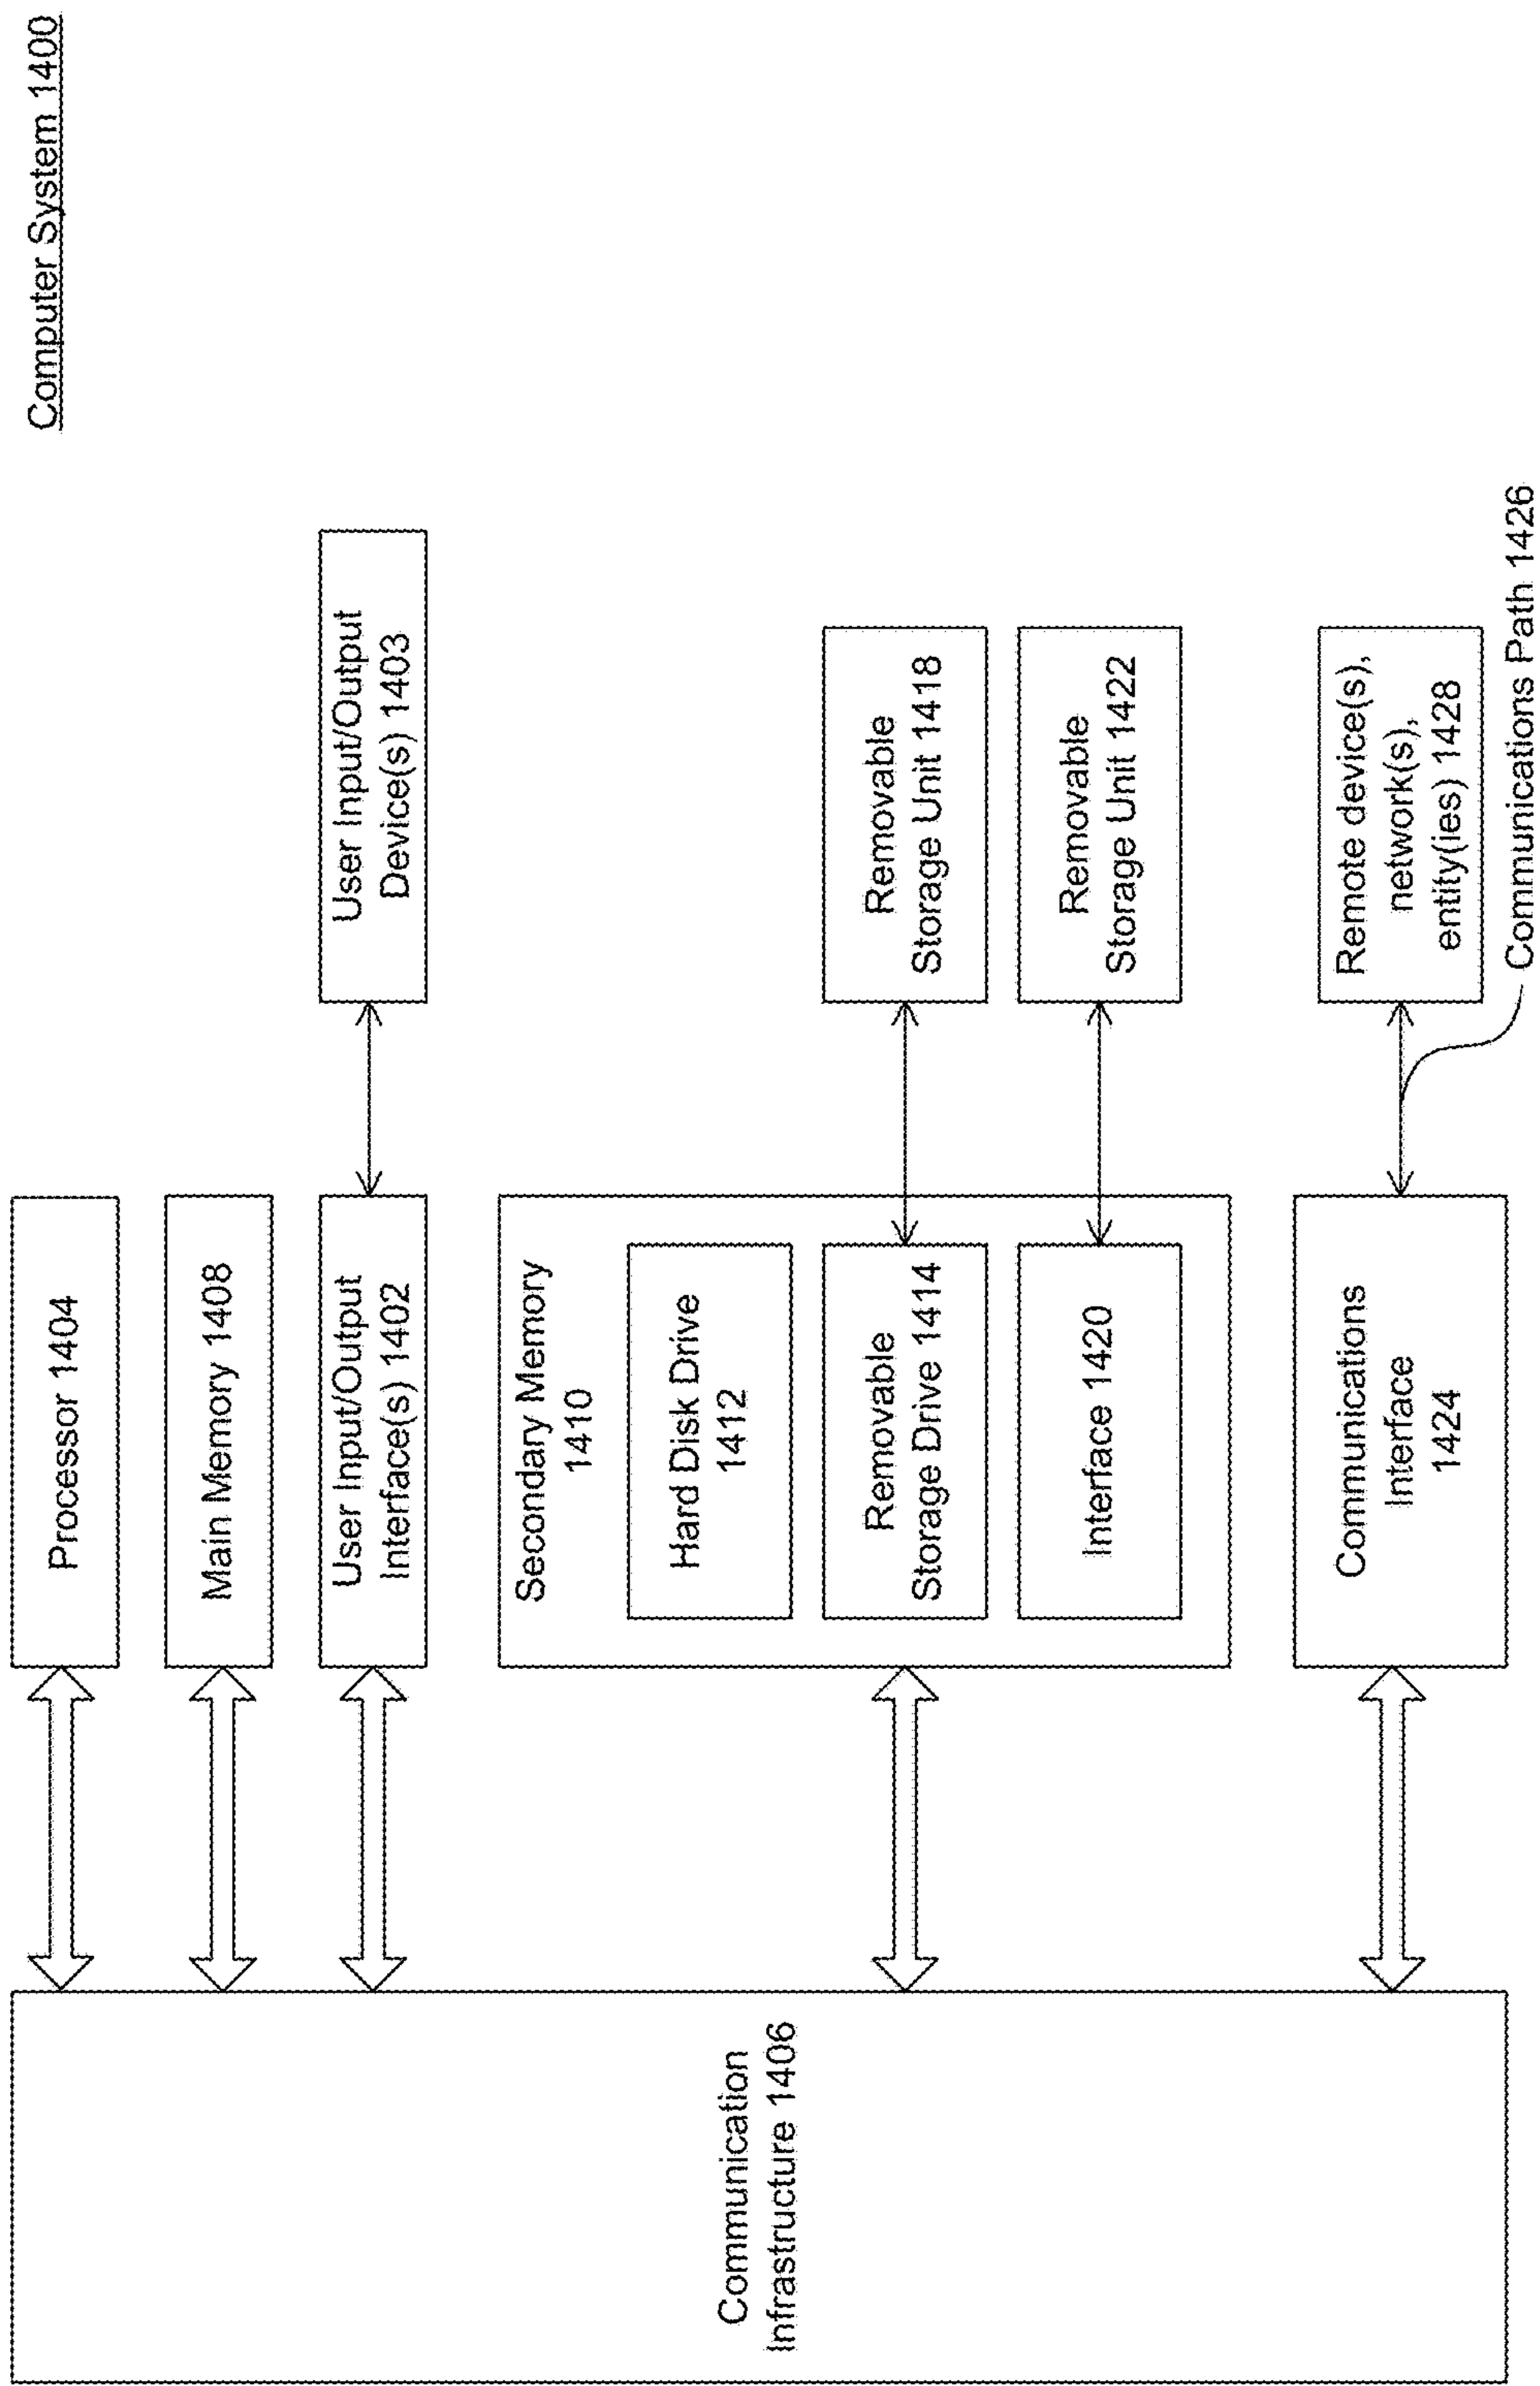 Computer System 1400
Processor 1404
Main Memory 1408
User Input/Output
Interface(s) 1402
User Input/Output
Device(s) 1403
Communication
Infrastructure 1406
Secondary Memory
1410
Hard Disk Drive
1412
Removable
Storage Drive 1414
Removable
Storage Unit 1418
Interface 1420
Removable
Storage Unit 1422
Communications
Interface
1424
Remote device(s),
network(s),
entity(ies) 1428
Communications Path 1426